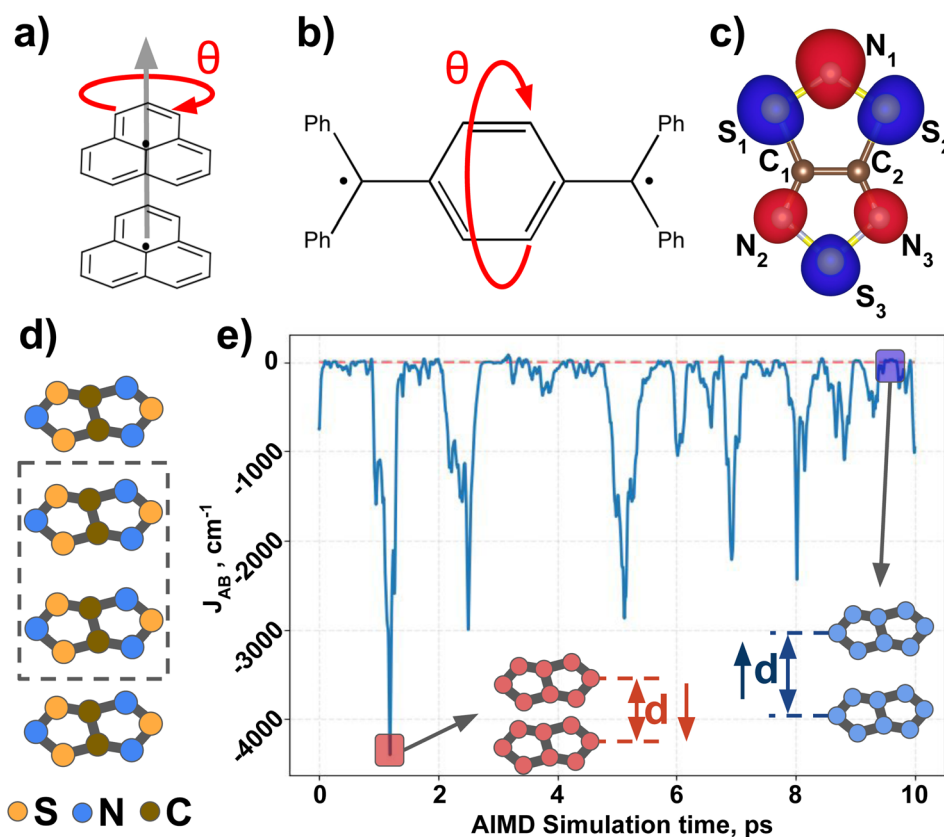 a)
θ
b)
θ
Ph
Ph
Ph
Ph
c)
N1
S1
S2
C1
C2
N2
N3
S3
d)
S N C
e)
0
-1000
-2000
-3000
-4000
JAB, cm-1
d
d
0 2 4 6 8 10
AIMD Simulation time, ps